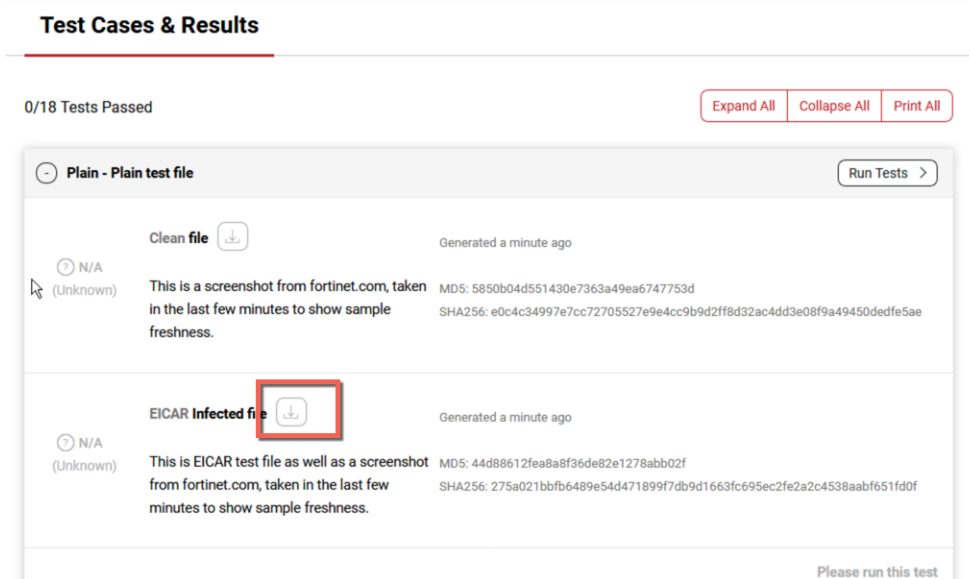 Test Cases & Results
0/18 Tests Passed
Expand All
Collapse All
Print All
- Plain - Plain test file
Run Tests >
Clean file
Generated a minute ago
? N/A
(Unknown)
This is a screenshot from fortinet.com, taken
in the last few minutes to show sample
freshness.
MD5: 5850b04d551430e7363a49ea6747753d
SHA256: e0c4c34997e7cc72705527e9e4cc9b9d2ff8d32ac4dd3e08f9a49450dedfe5ae
EICAR Infected file
Generated a minute ago
? N/A
(Unknown)
This is EICAR test file as well as a screenshot
from fortinet.com, taken in the last few
minutes to show sample freshness.
MD5: 44d88612fea8a8f36de82e1278abb02f
SHA256: 275a021bbfb6489e54d471899f7db9d1663fc695ec2fe2a2c4538aabf651fd0f
Please run this test